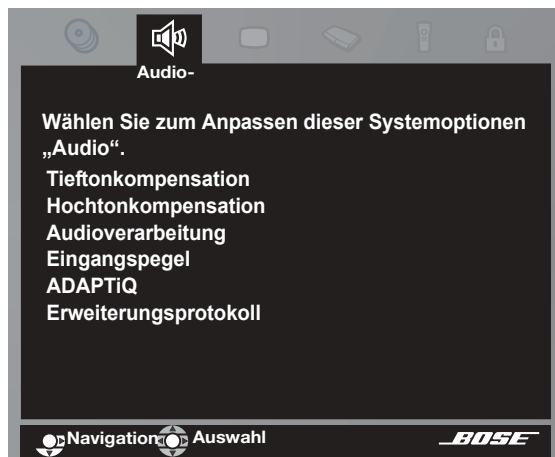 Audio-
Wählen Sie zum Anpassen dieser Systemoptionen
„Audio“.
Tieftonkompensation
Hochtonkompensation
Audioverarbeitung
Eingangspegel
ADAPTiQ
Erweiterungsprotokoll
Navigation Auswahl BOSE